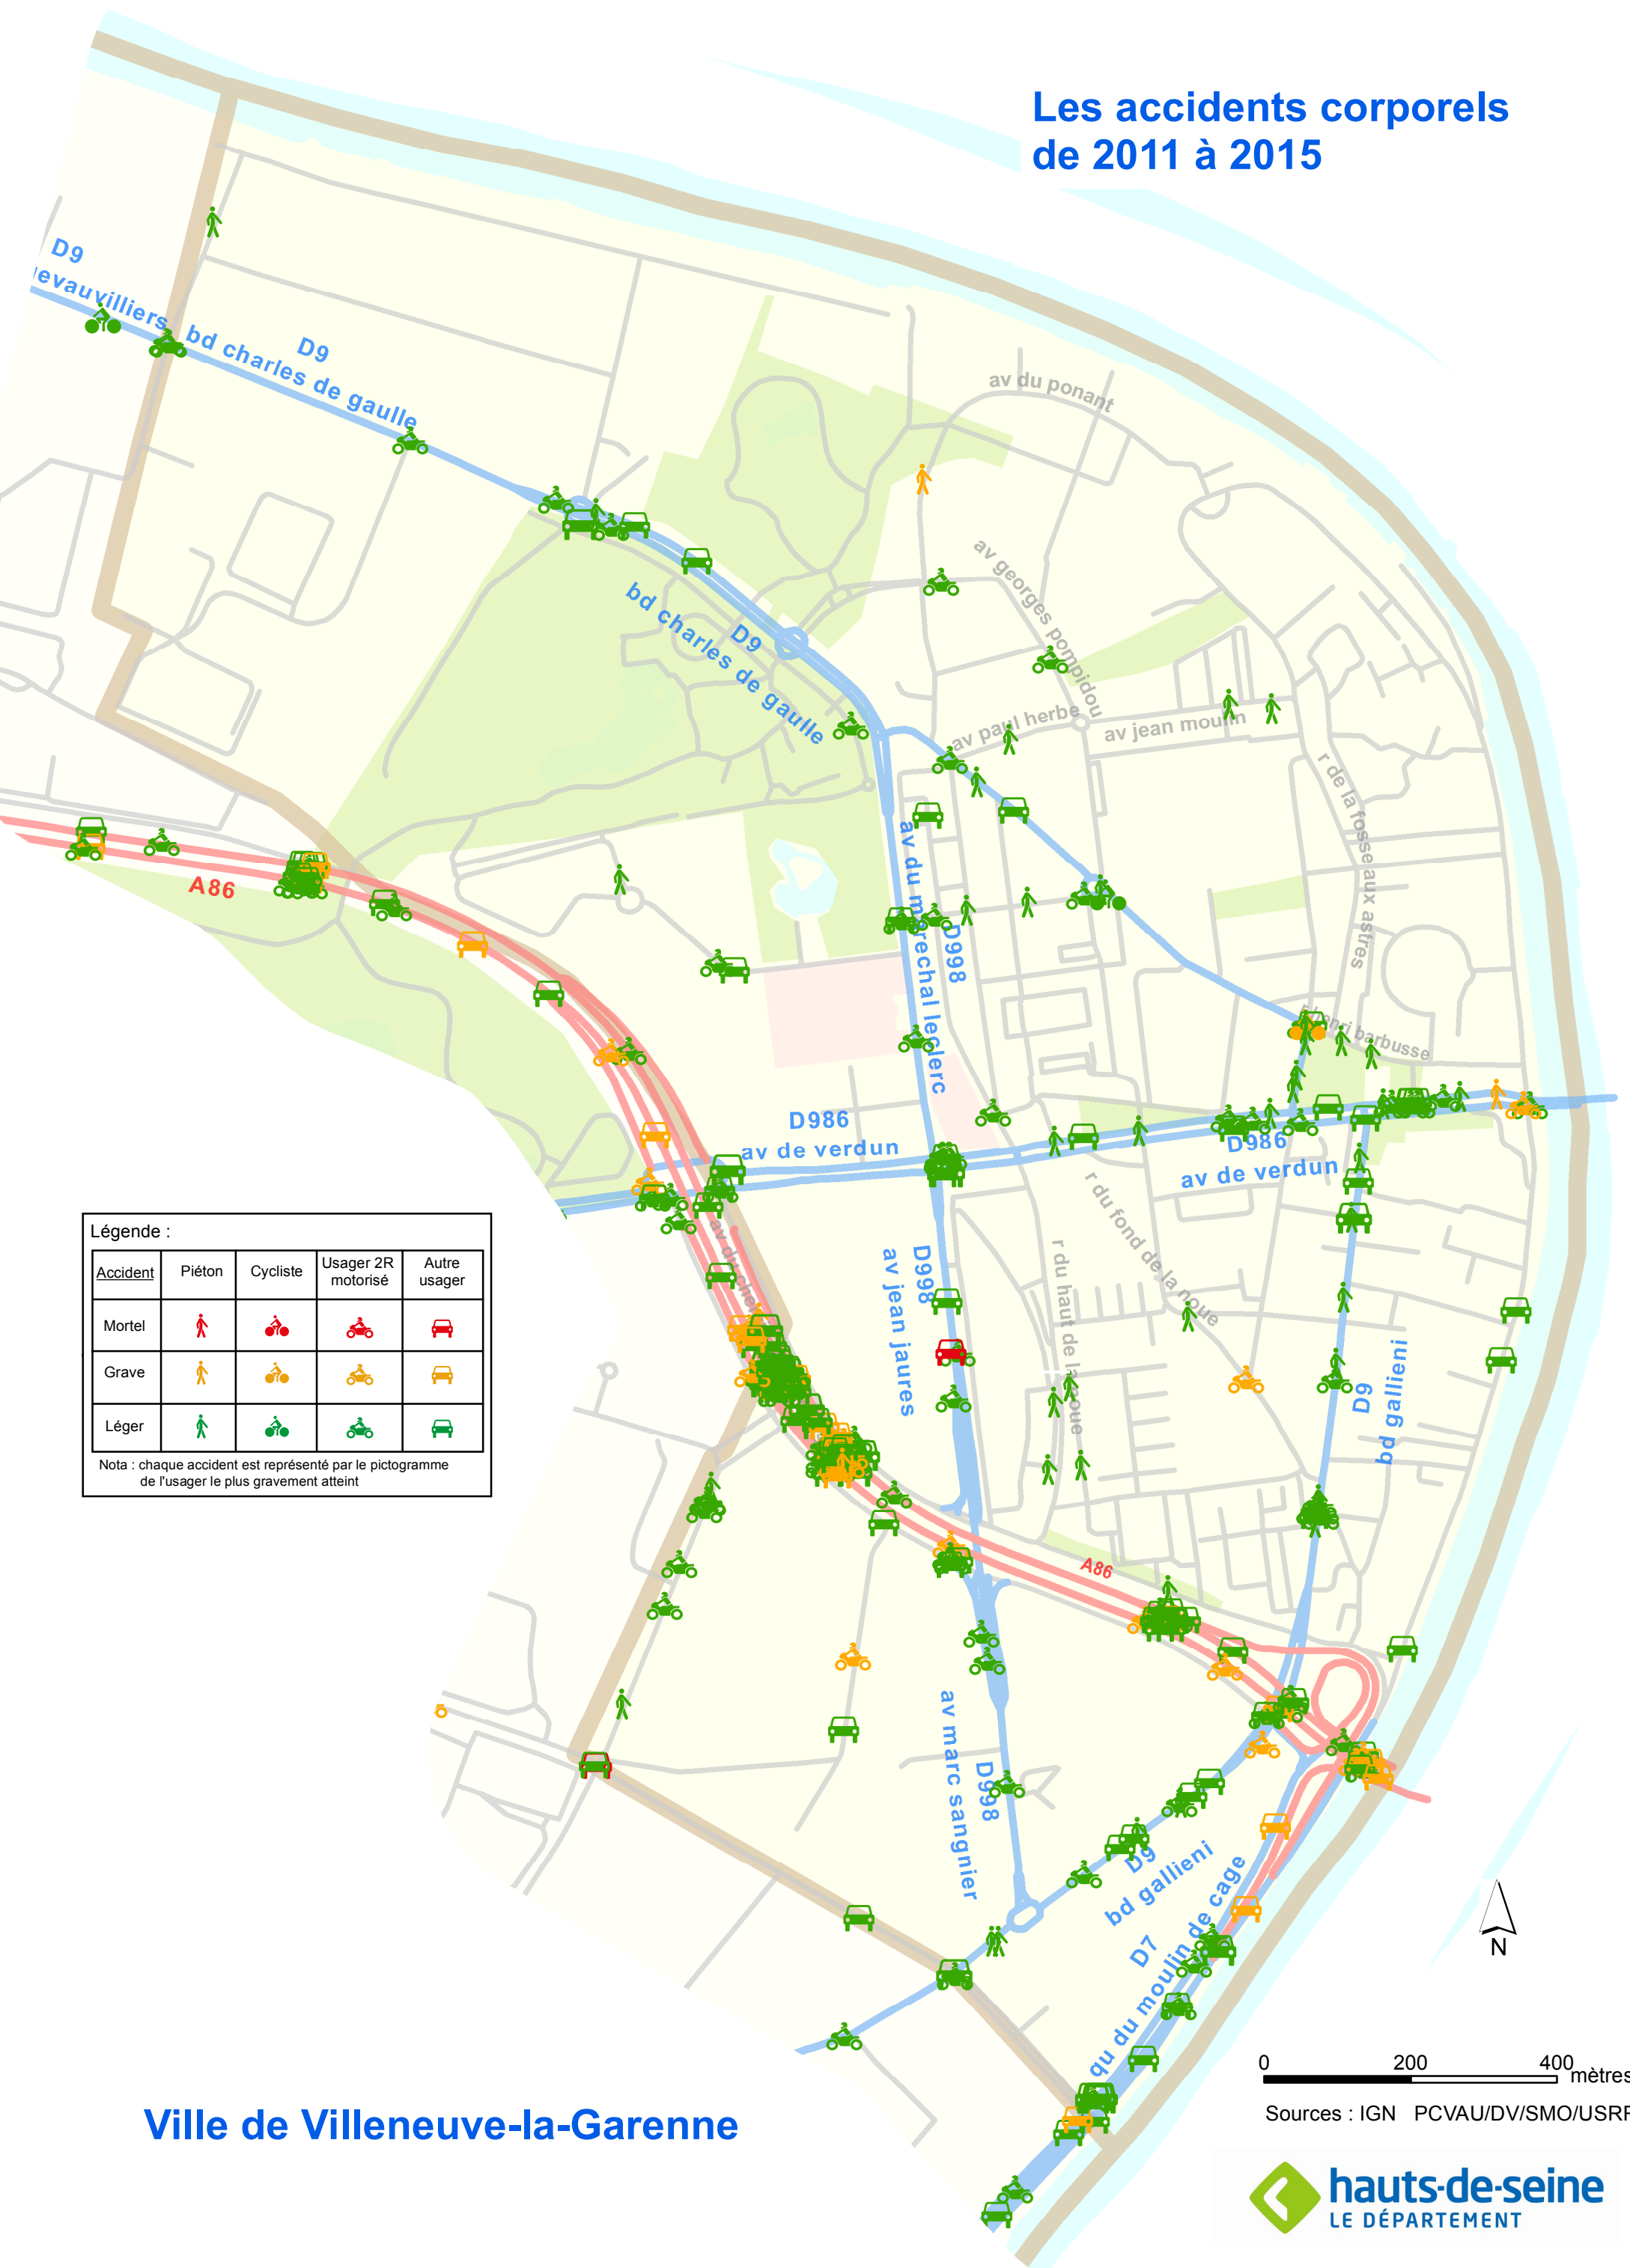 Les accidents corporels
de 2011 à 2015
D9
D9
bd charles de gaulle
av du ponant
av georges pompidou
D9
bd charles de gaulle
av paul herbe
av jean moulin
r de la fosse aux astres
A86
av du marechal leclerc
D998
r henri barbusse
D986
av de verdun
D986
av de verdun
r du fond de la noue
r du haut de la noue
D998
av jean jaures
D9
bd gallieni
Légende :
Accident Piéton Cycliste Usager 2R motorisé Autre usager
Mortel
Grave
Léger
Nota : chaque accident est représenté par le pictogramme
de l'usager le plus gravement atteint
A86
av marc sangnier
D998
D9
bd gallieni
D7
qu du moulin de cage
N
0 200 400 mètres
Sources : IGN PCVAU/DV/SMO/USRF
Ville de Villeneuve-la-Garenne
hauts-de-seine
LE DÉPARTEMENT